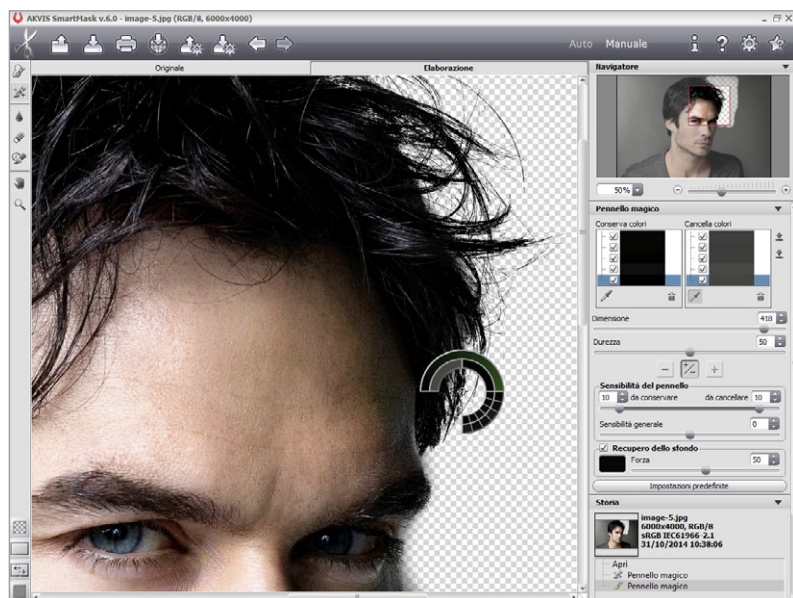 AKVIS SmartMask v.6.0 - image-5.jpg (RGB/8, 6000x4000)
Auto Manuale
Originale
Elaborazione
Navigatore
50%
Pennello magico
Conserva colori
Cancella colori
Dimensione
418
Durezza
50
Sensibilità del pennello
10 da conservare
da cancellare 10
Sensibilità generale
0
Recupero dello sfondo
Forza
50
Impostazioni predefinite
Storia
image-5.jpg
6000x4000, RGB/8
sRGB IEC61966-2.1
31/10/2014 10:38:06
Apri
Pennello magico
Pennello magico